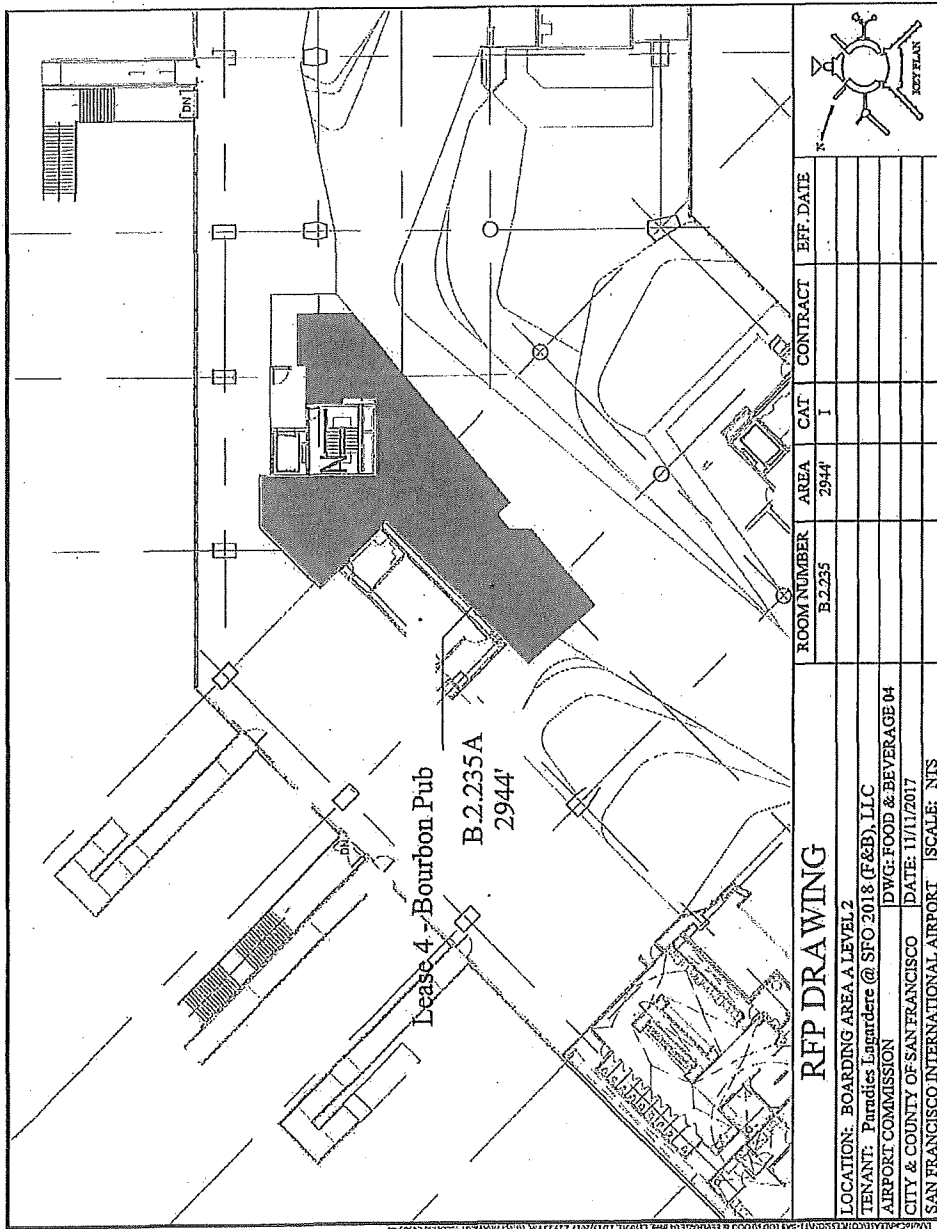 DN
DN
Lease 4 - Bourbon Pub
B.2.235A
2944'
RFP DRAWING
LOCATION: BOARDING AREA A LEVEL 2
TENANT: Paradies Lagardere @ SFO 2018 (F&B), LLC
AIRPORT COMMISSION DWG: FOOD & BEVERAGE 04
CITY & COUNTY OF SAN FRANCISCO DATE: 11/11/2017
SAN FRANCISCO INTERNATIONAL AIRPORT SCALE: NTS
ROOM NUMBER AREA CAT CONTRACT EFF. DATE
B.2.235 2944' I
N
KEY PLAN